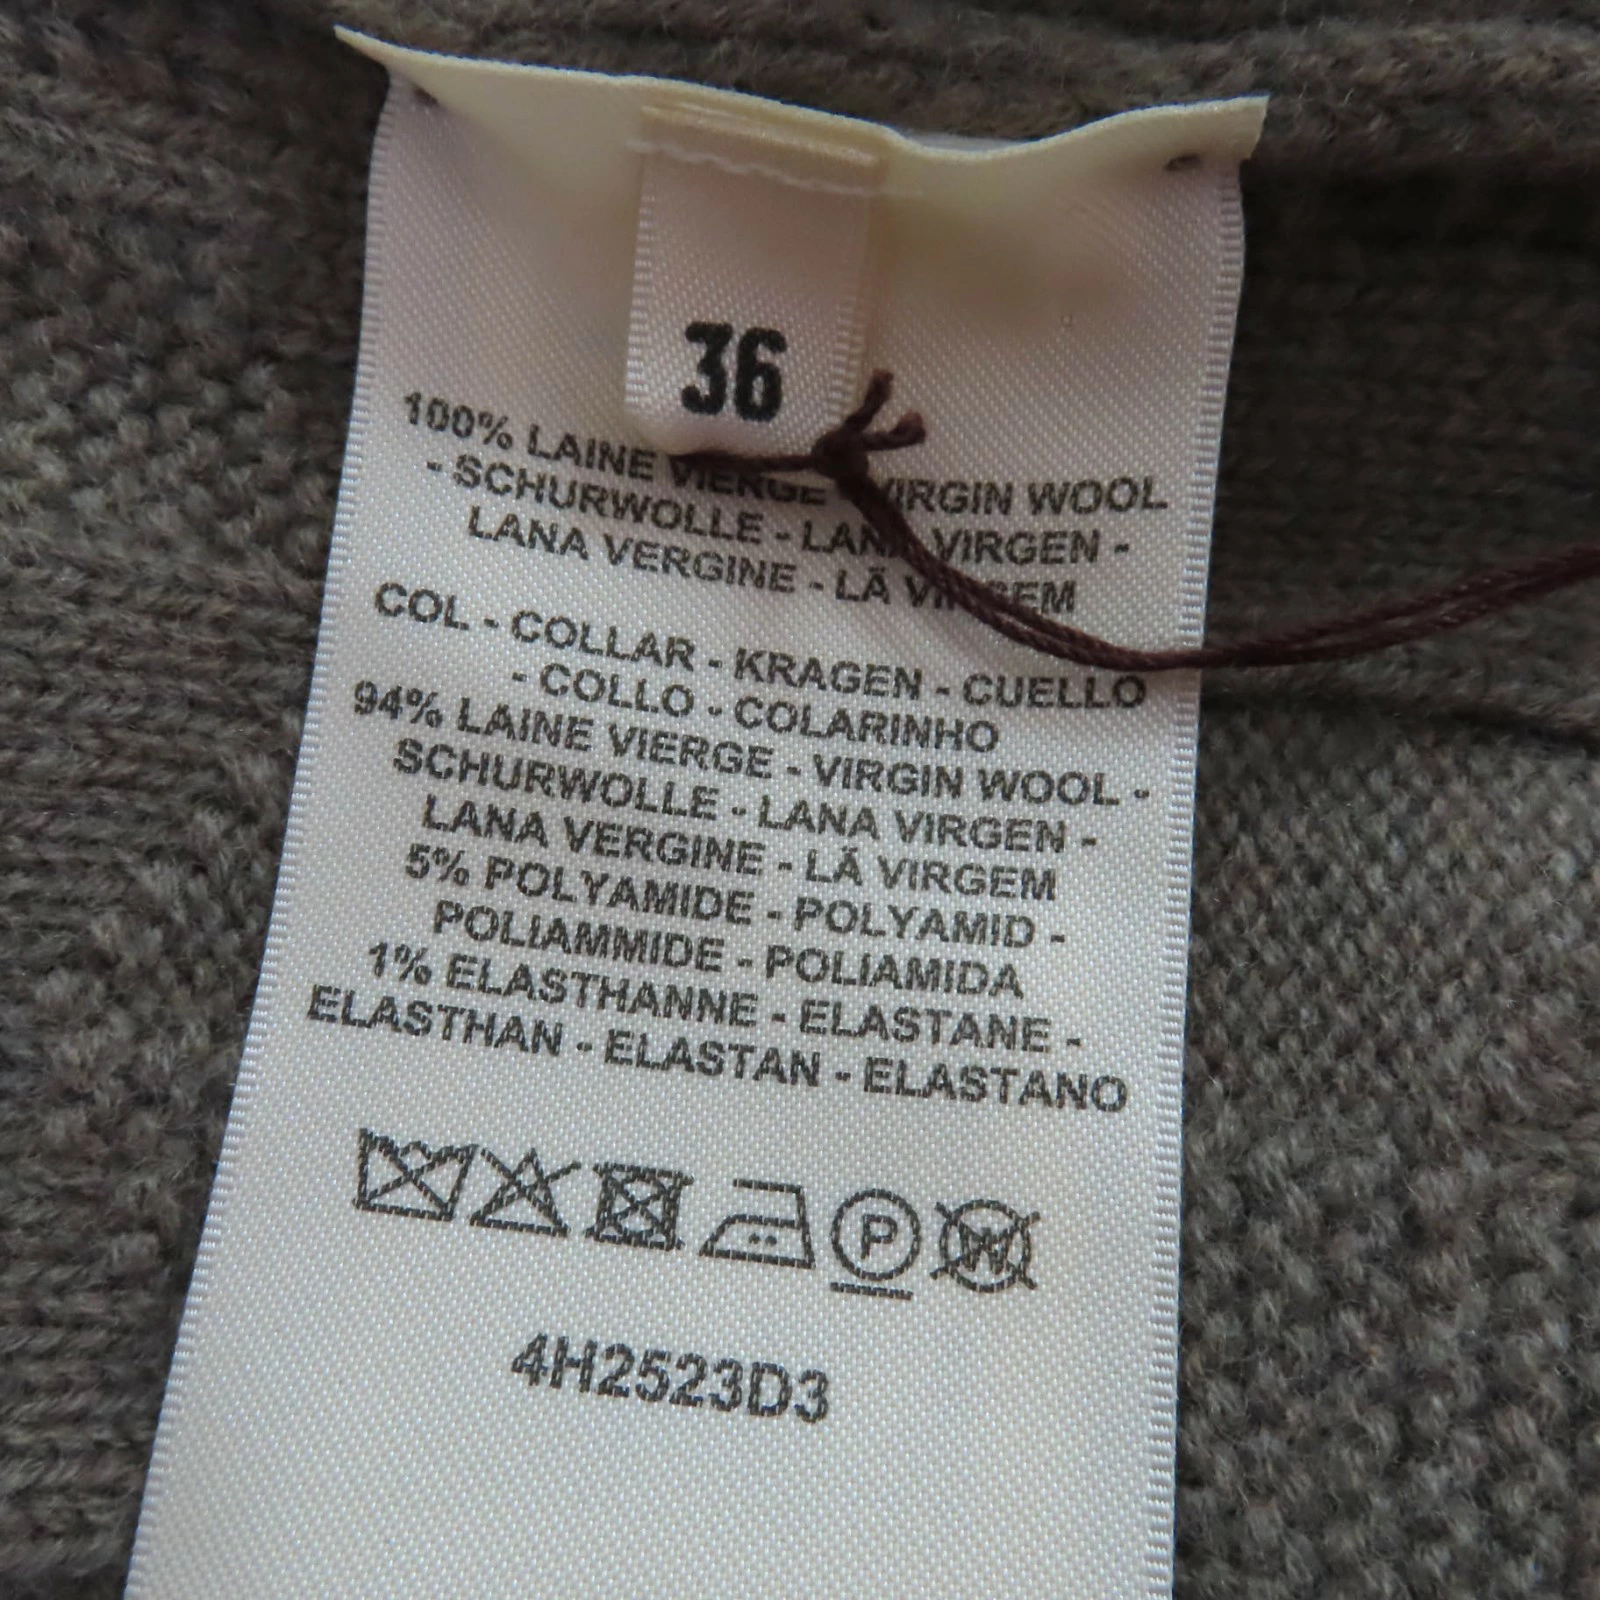 36
100% LAINE VIERGE - VIRGIN WOOL
- SCHURWOLLE - LANA VIRGEN -
LANA VERGINE - LÃ VIRGEM
COL - COLLAR - KRAGEN - CUELLO
- COLLO - COLARINHO
94% LAINE VIERGE - VIRGIN WOOL -
SCHURWOLLE - LANA VIRGEN -
LANA VERGINE - LÃ VIRGEM
5% POLYAMIDE - POLYAMID -
POLIAMMIDE - POLIAMIDA
1% ELASTHANNE - ELASTANE -
ELASTHAN - ELASTAN - ELASTANO
P W
4H2523D3